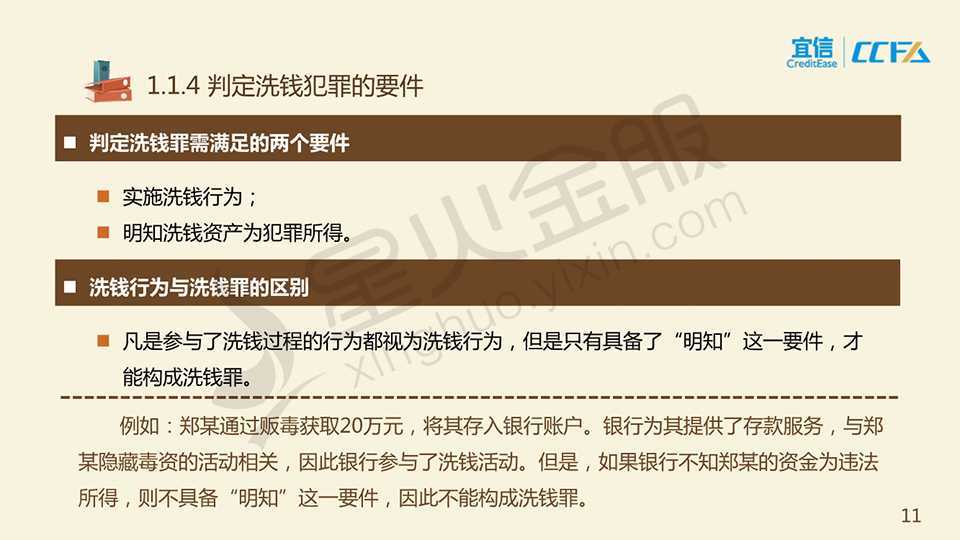 宜信
CreditEase
CCFA
1.1.4 判定洗钱犯罪的要件
判定洗钱罪需满足的两个要件
实施洗钱行为；
明知洗钱资产为犯罪所得。
洗钱行为与洗钱罪的区别
凡是参与了洗钱过程的行为都视为洗钱行为，但是只有具备了“明知”这一要件，才
能构成洗钱罪。
例如：郑某通过贩毒获取20万元，将其存入银行账户。银行为其提供了存款服务，与郑
某隐藏毒资的活动相关，因此银行参与了洗钱活动。但是，如果银行不知郑某的资金为违法
所得，则不具备“明知”这一要件，因此不能构成洗钱罪。
星火金服
xinghuo.yixin.com
11